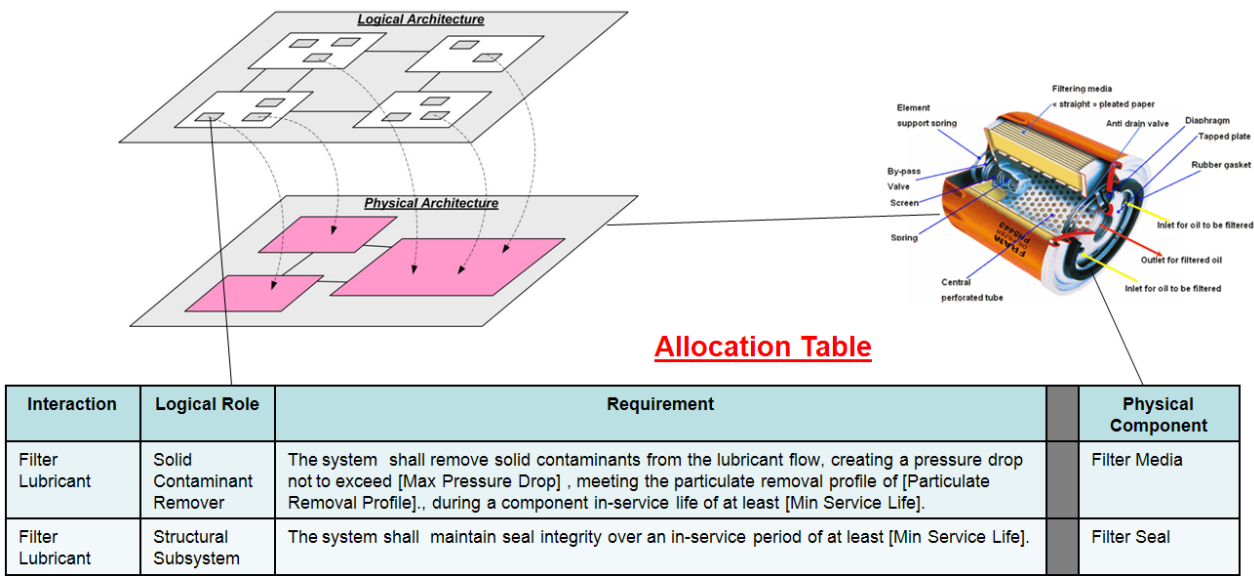 Logical Architecture
Physical Architecture
Filtering media
« straight » pleated paper
Element
support spring
Anti drain valve
Diaphragm
Tapped plate
Rubber gasket
By-pass
Valve
Screen
Spring
Inlet for oil to be filtered
Outlet for filtered oil
Inlet for oil to be filtered
Central
perforated tube
FRAM
PH5443
Allocation Table
Interaction
Logical Role
Requirement
Physical
Component
Filter
Lubricant
Solid
Contaminant
Remover
The system shall remove solid contaminants from the lubricant flow, creating a pressure drop
not to exceed [Max Pressure Drop] , meeting the particulate removal profile of [Particulate
Removal Profile]., during a component in-service life of at least [Min Service Life].
Filter Media
Filter
Lubricant
Structural
Subsystem
The system shall maintain seal integrity over an in-service period of at least [Min Service Life].
Filter Seal